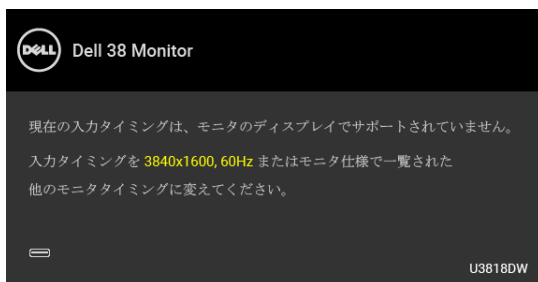 DELL
Dell 38 Monitor
現在の入力タイミングは、モニタのディスプレイでサポートされていません。
入力タイミングを 3840x1600, 60Hz またはモニタ仕様で一覧された
他のモニタタイミングに変えてください。
U3818DW